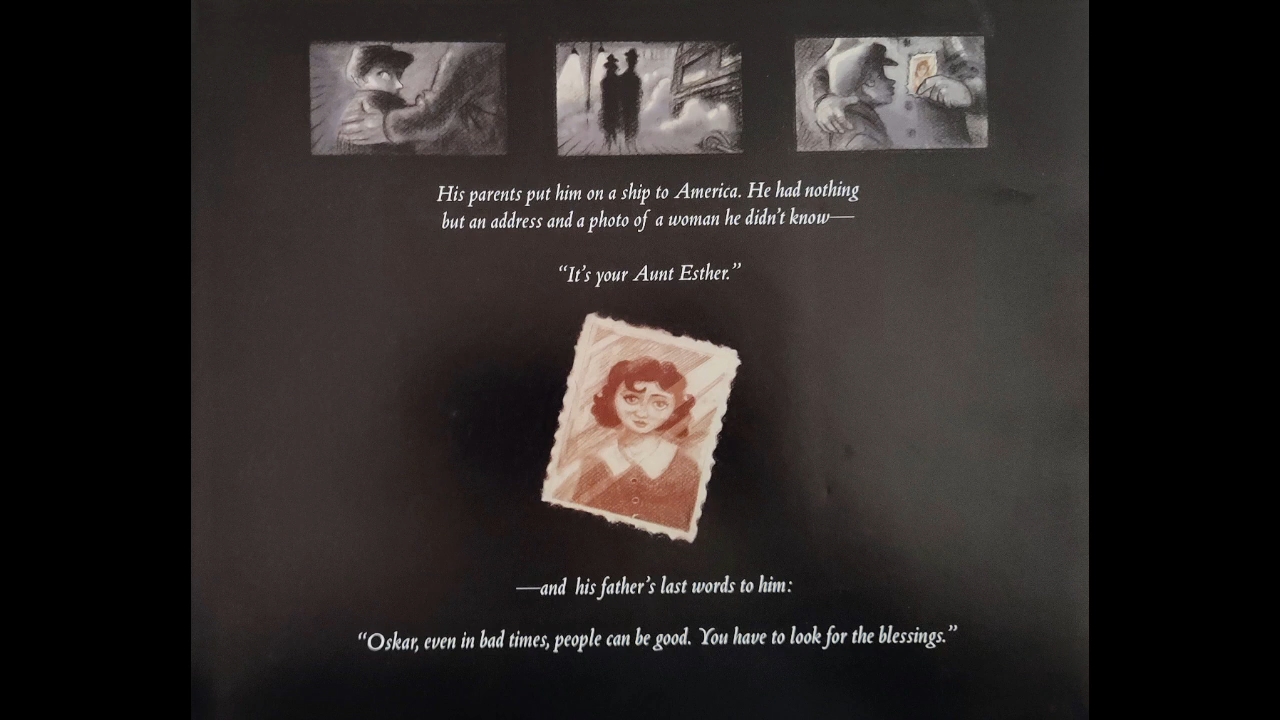 His parents put him on a ship to America. He had nothing
but an address and a photo of a woman he didn't know—
“It's your Aunt Esther.”
—and his father's last words to him:
“Oskar, even in bad times, people can be good. You have to look for the blessings.”